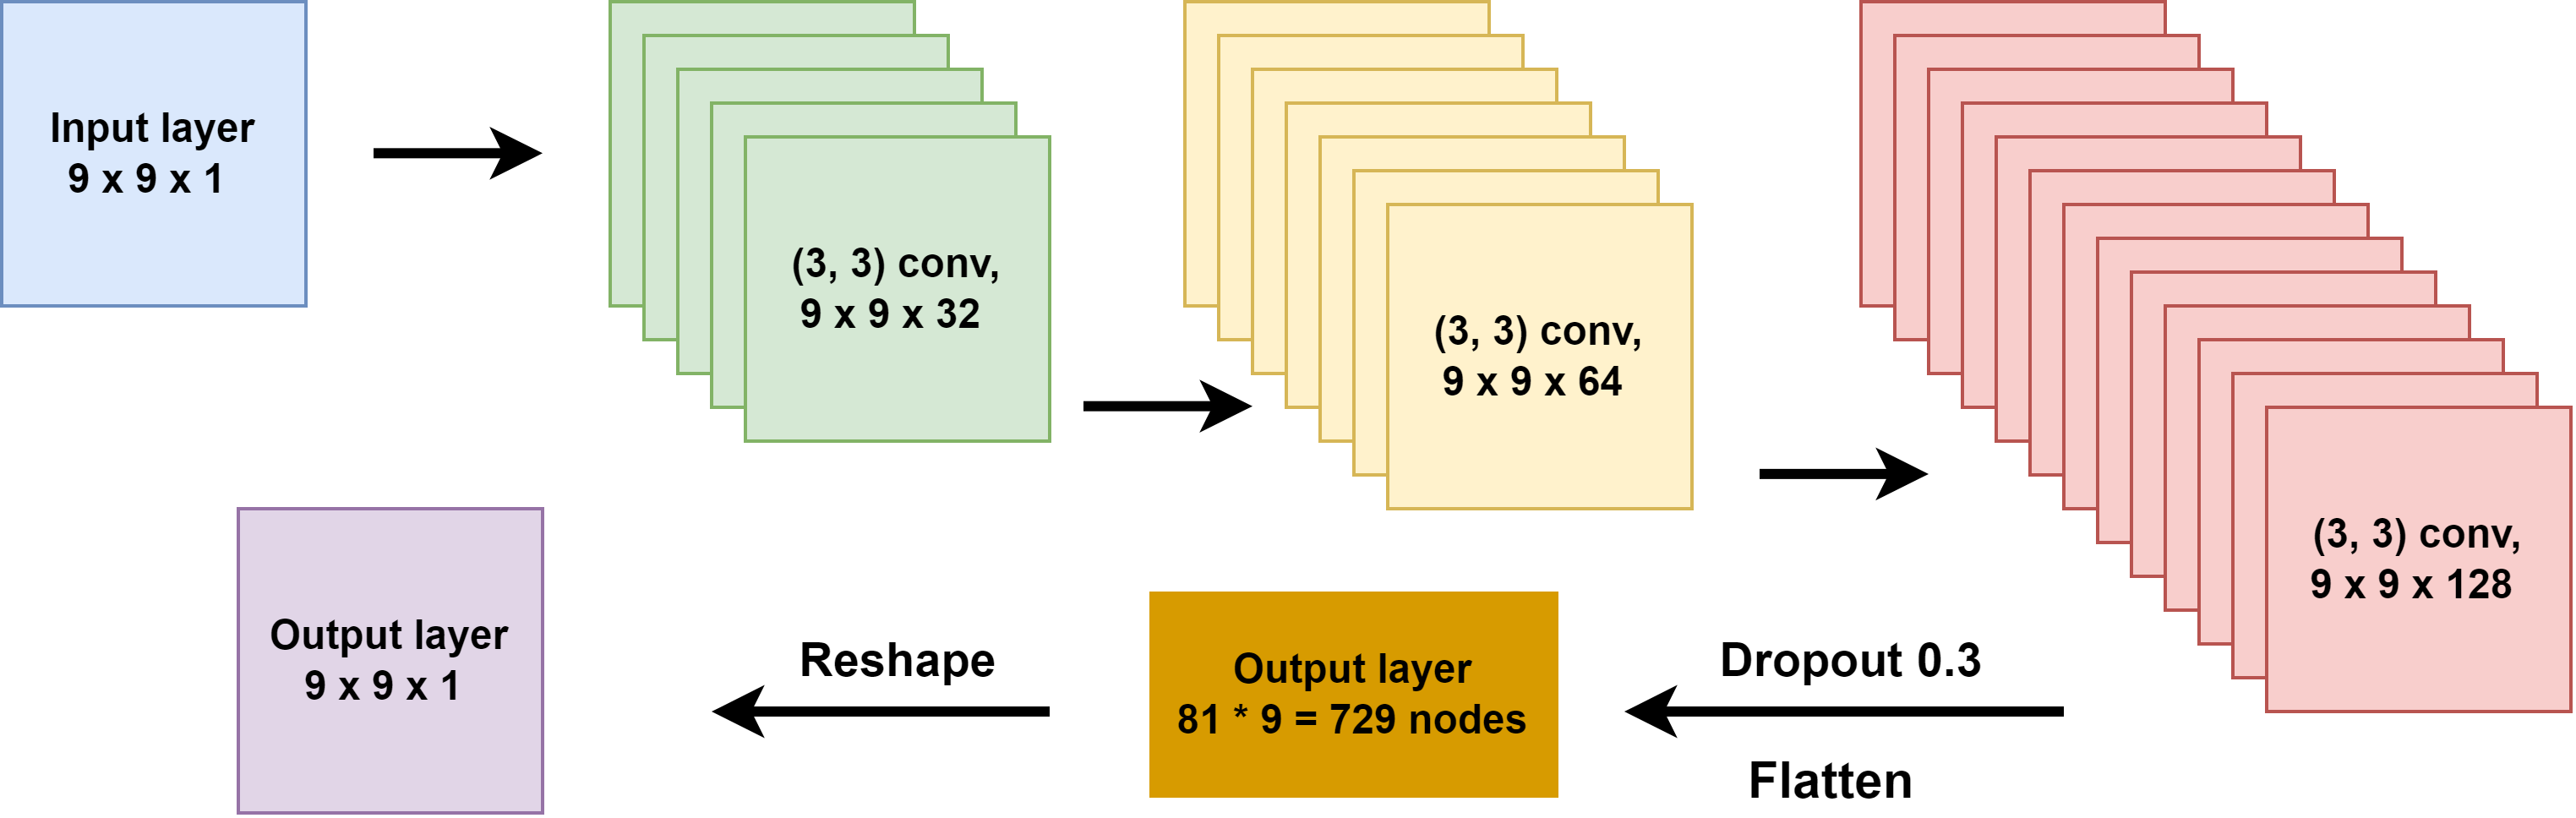 Input layer
9 x 9 x 1
(3, 3) conv,
9 x 9 x 32
(3, 3) conv,
9 x 9 x 64
(3, 3) conv,
9 x 9 x 128
Dropout 0.3
Flatten
Output layer
81 * 9 = 729 nodes
Reshape
Output layer
9 x 9 x 1